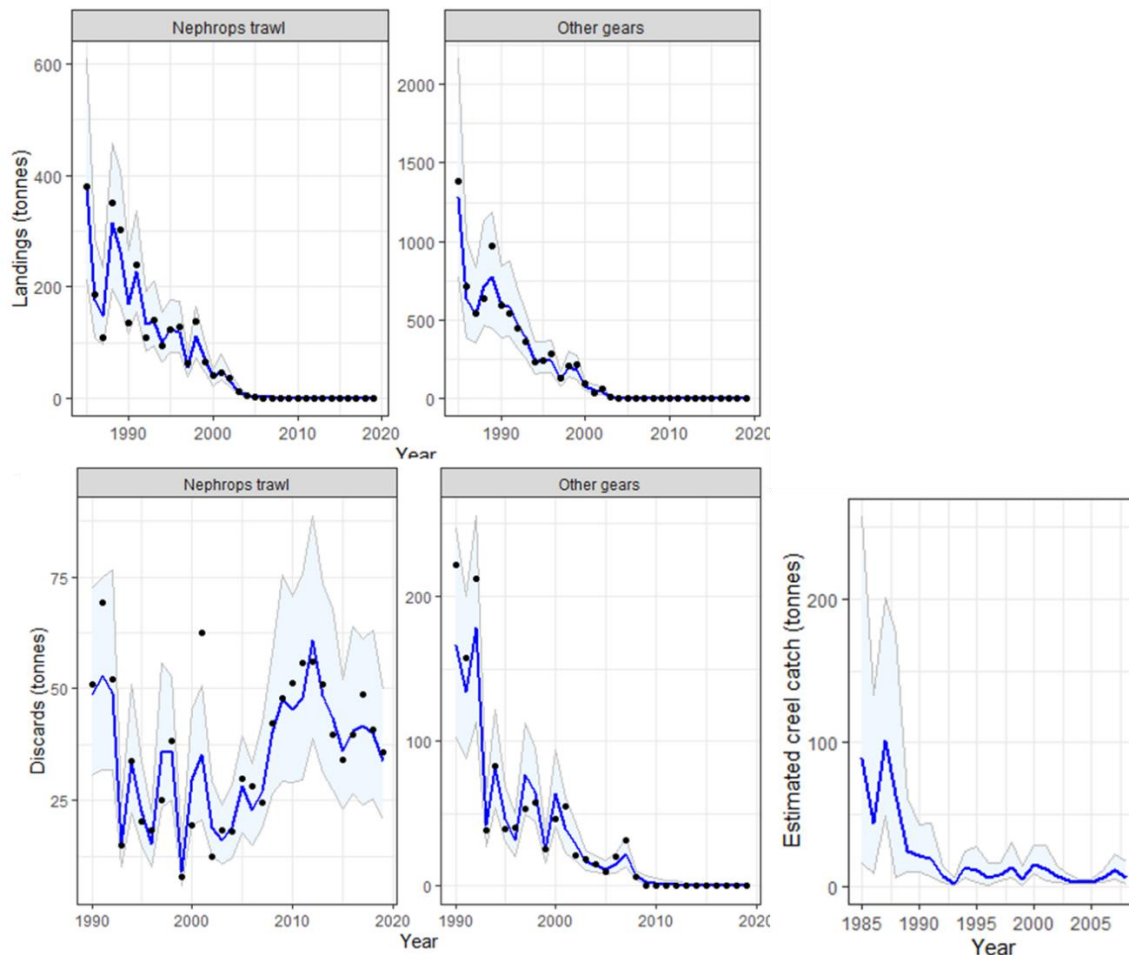 Nephrops trawl
Other gears
Landings (tonnes)
600
400
200
0
2000
1500
1000
500
0
1990 2000 2010 2020
1990 2000 2010 2020
Year
Nephrops trawl
Other gears
Discards (tonnes)
75
50
25
200
100
0
1990 2000 2010 2020
1990 2000 2010 2020
Year
Estimated creel catch (tonnes)
200
100
0
1985 1990 1995 2000 2005
Year